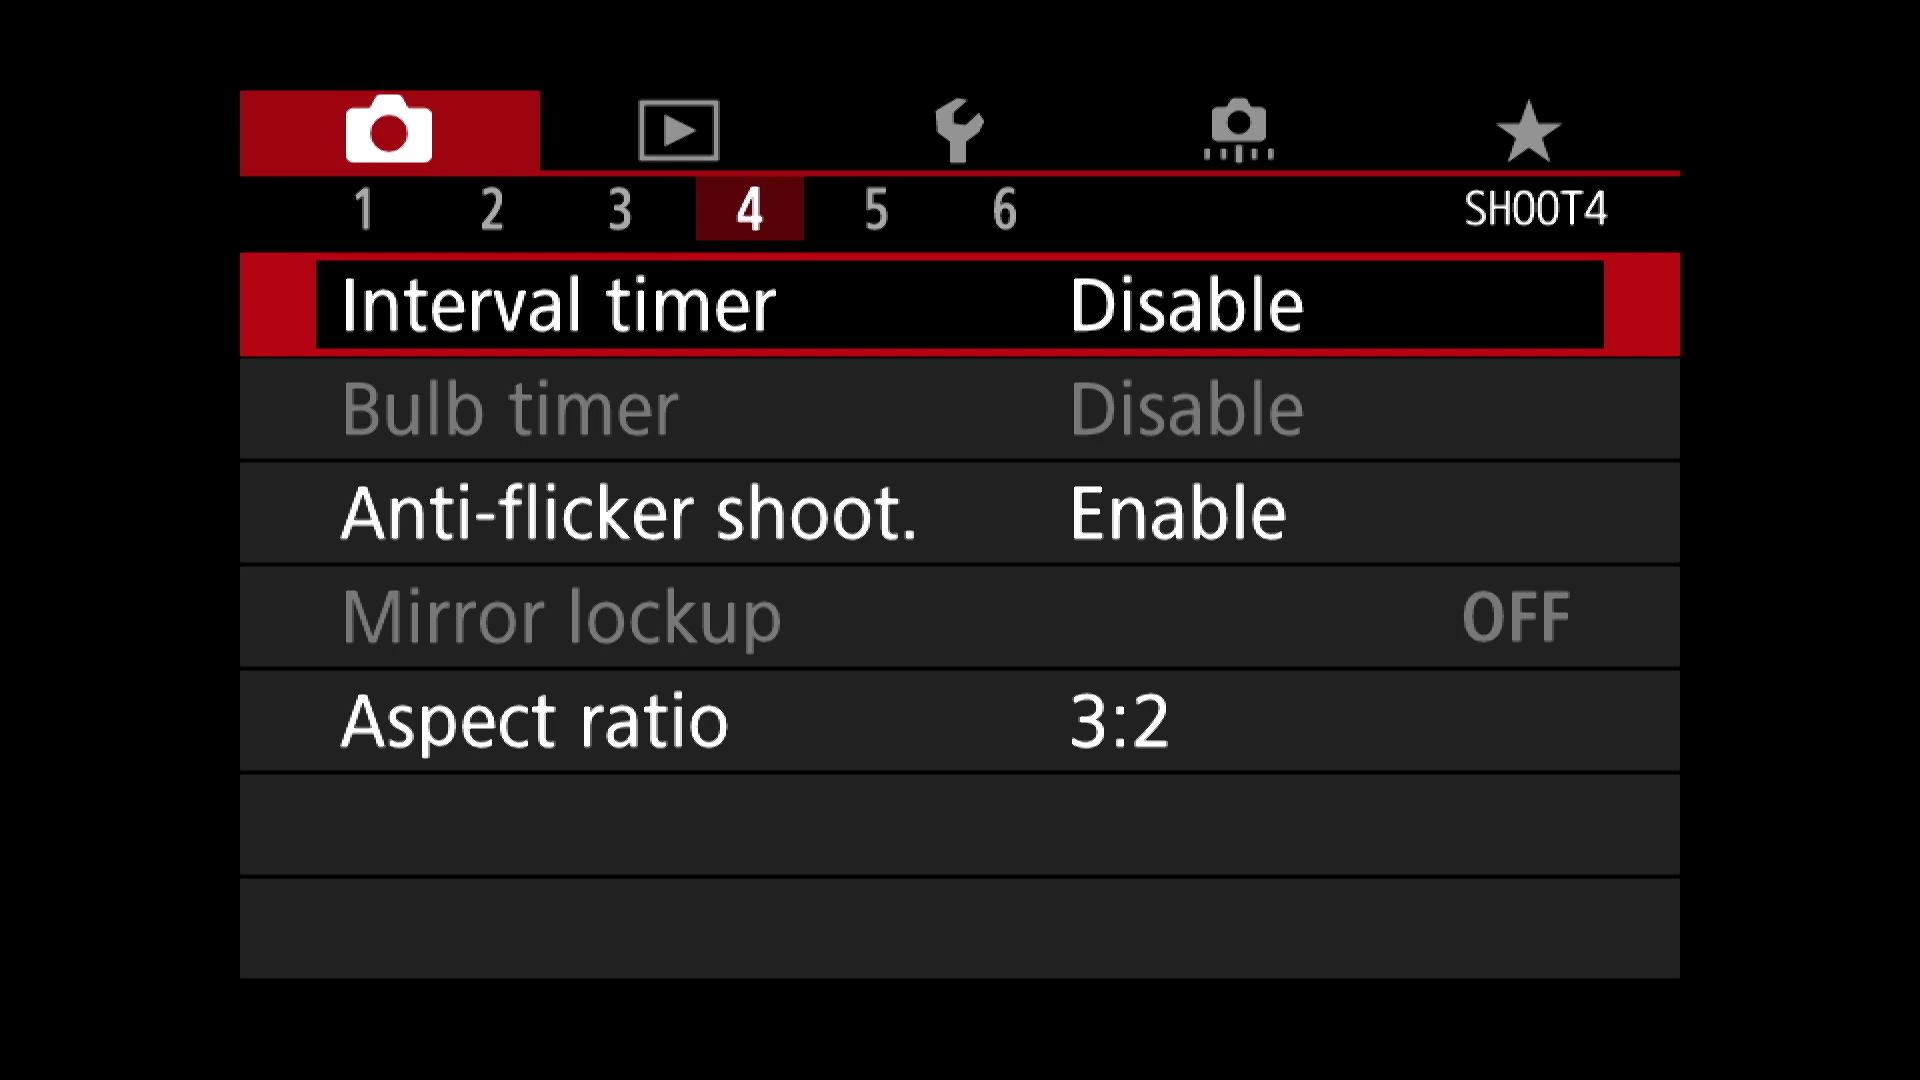 1 2 3 4 5 6 SHOOT4
Interval timer Disable
Bulb timer Disable
Anti-flicker shoot. Enable
Mirror lockup OFF
Aspect ratio 3:2